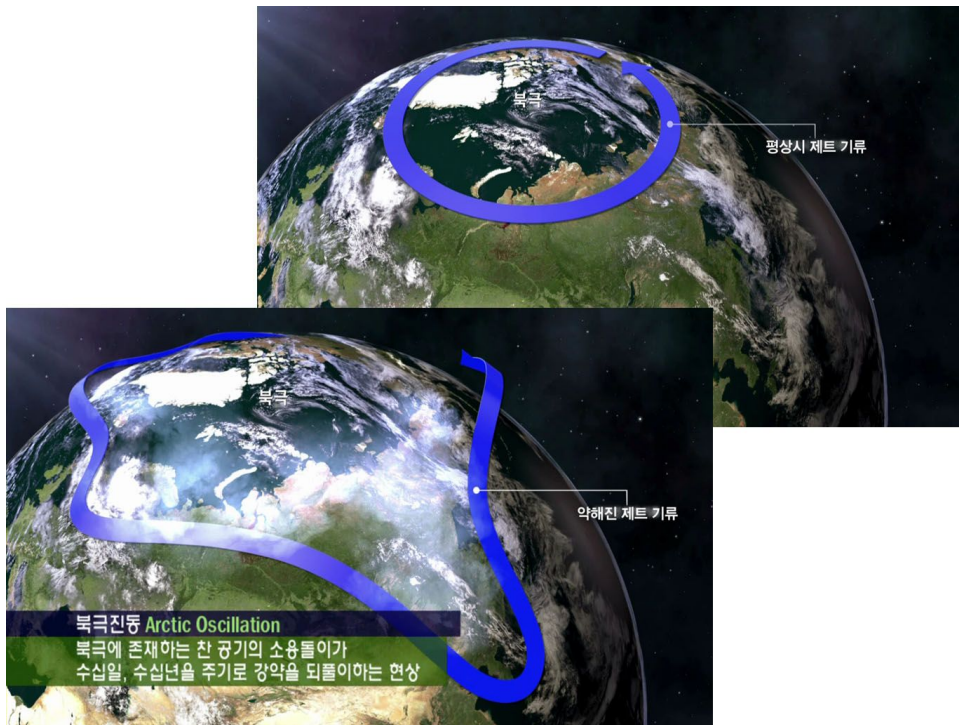 북극
평상시 제트 기류
북극
약해진 제트 기류
북극진동 Arctic Oscillation
북극에 존재하는 찬 공기의 소용돌이가
수십일, 수십년을 주기로 강약을 되풀이하는 현상